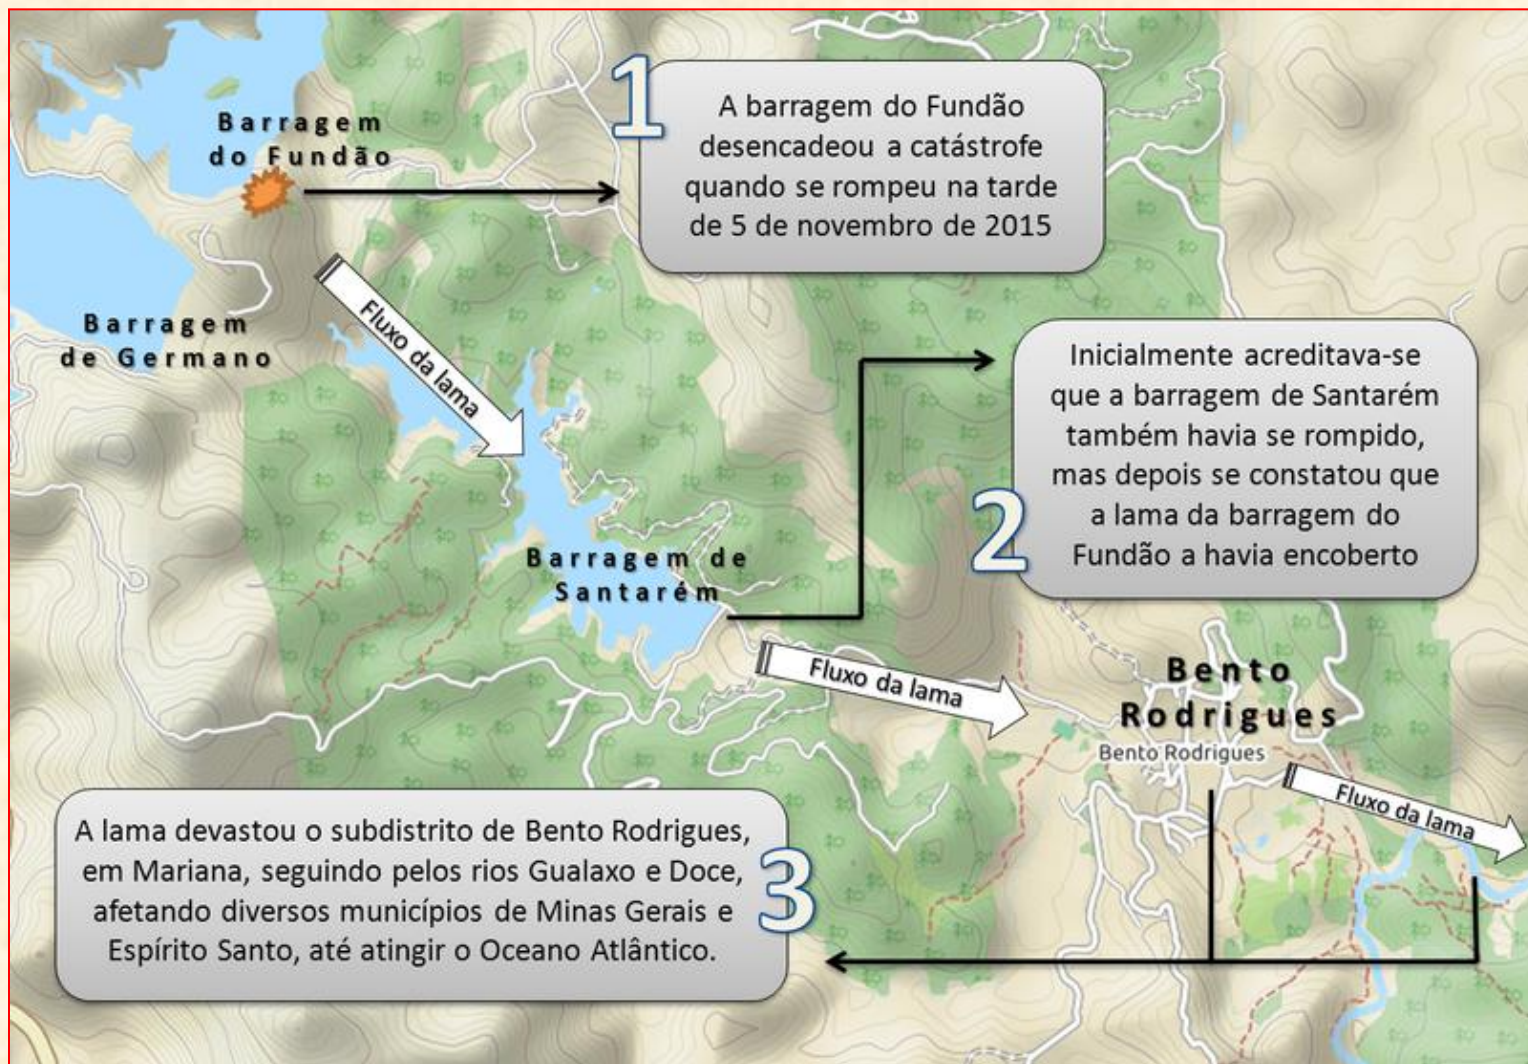 1
A barragem do Fundão
desencadeou a catástrofe
quando se rompeu na tarde
de 5 de novembro de 2015
Barragem
do Fundão
Barragem
de Germano
Fluxo da lama
Inicialmente acreditava-se
que a barragem de Santarém
também havia se rompido,
mas depois se constatou que
a lama da barragem do
Fundão a havia encoberto
2
Barragem de
Santarém
Fluxo da lama
Bento
Rodrigues
Bento Rodrigues
Fluxo da lama
A lama devastou o subdistrito de Bento Rodrigues,
em Mariana, seguindo pelos rios Gualaxo e Doce,
afetando diversos municípios de Minas Gerais e
Espírito Santo, até atingir o Oceano Atlântico.
3